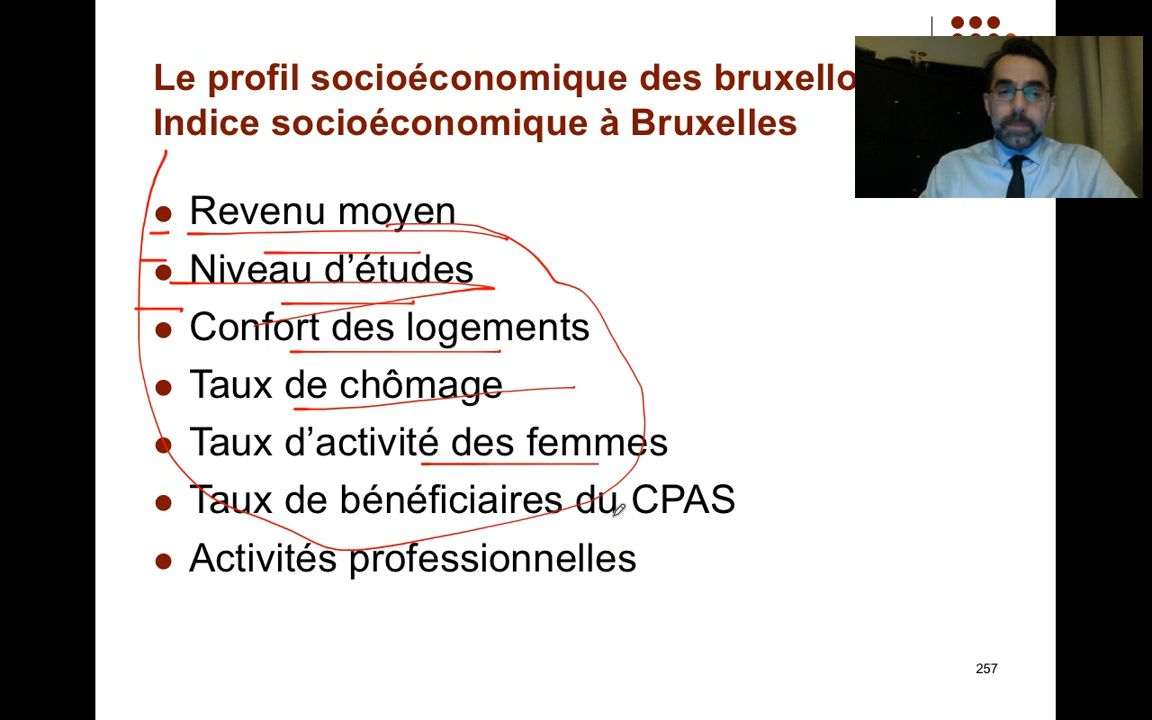 Le profil socioéconomique des bruxello
Indice socioéconomique à Bruxelles
Revenu moyen
Niveau d’études
Confort des logements
Taux de chômage
Taux d’activité des femmes
Taux de bénéficiaires du CPAS
Activités professionnelles
257